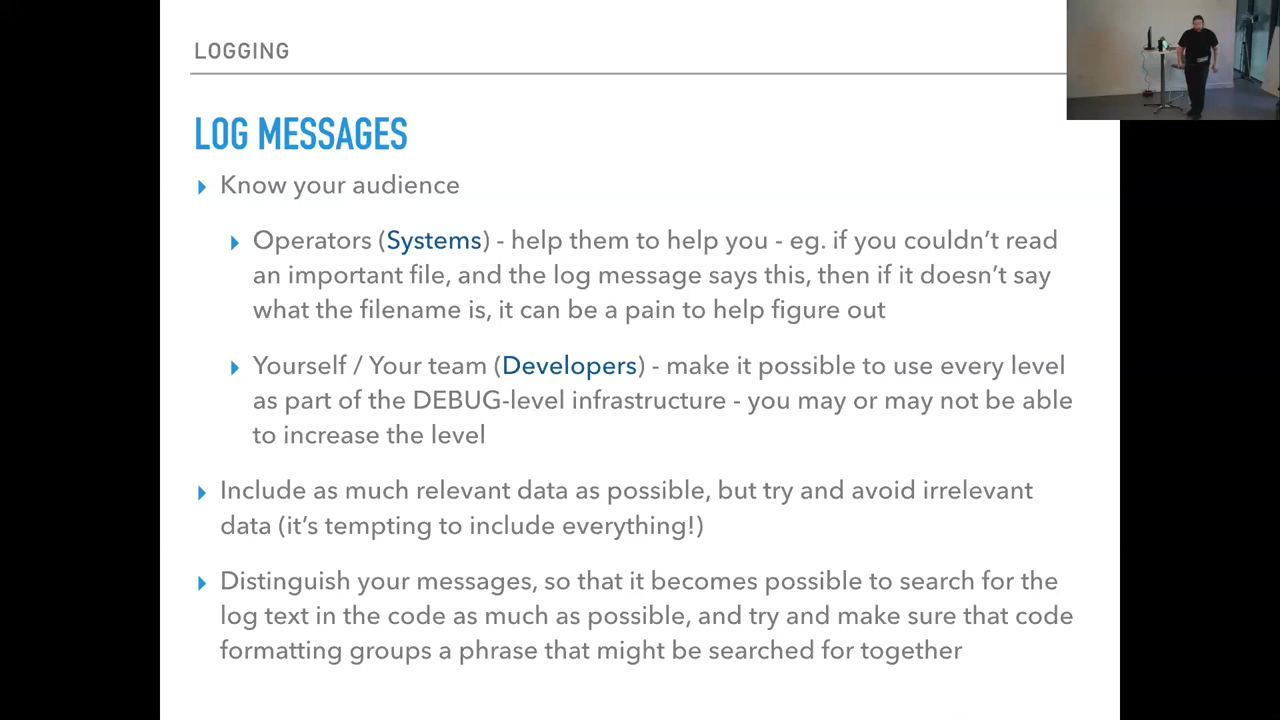 LOGGING
LOG MESSAGES
Know your audience
Operators (Systems) - help them to help you - eg. if you couldn’t read
an important file, and the log message says this, then if it doesn’t say
what the filename is, it can be a pain to help figure out
Yourself / Your team (Developers) - make it possible to use every level
as part of the DEBUG-level infrastructure - you may or may not be able
to increase the level
Include as much relevant data as possible, but try and avoid irrelevant
data (it’s tempting to include everything!)
Distinguish your messages, so that it becomes possible to search for the
log text in the code as much as possible, and try and make sure that code
formatting groups a phrase that might be searched for together